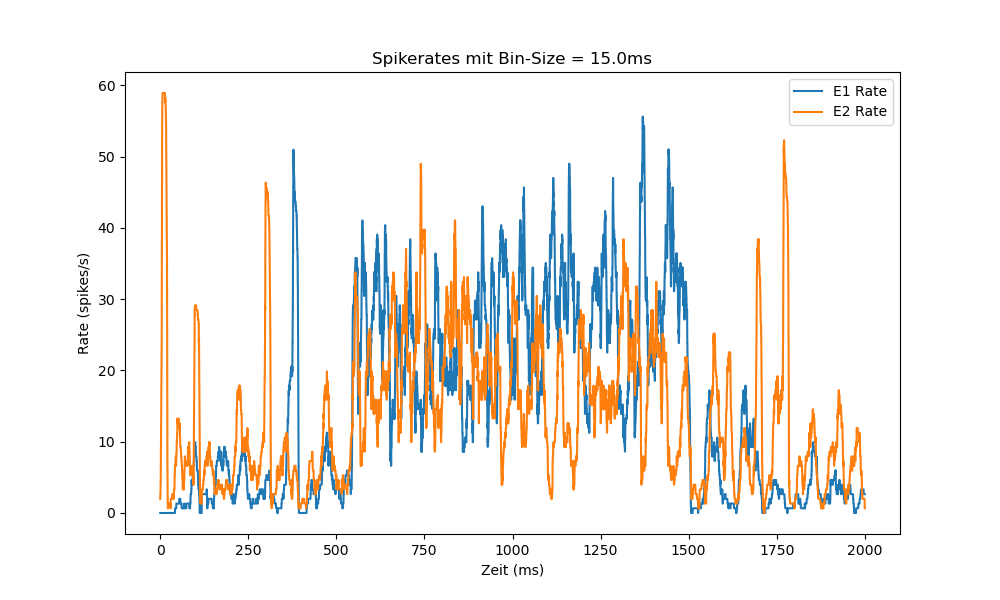 Spikerates mit Bin-Size = 15.0ms
E1 Rate
E2 Rate
60
50
40
30
20
10
0
Rate (spikes/s)
0 250 500 750 1000 1250 1500 1750 2000
Zeit (ms)